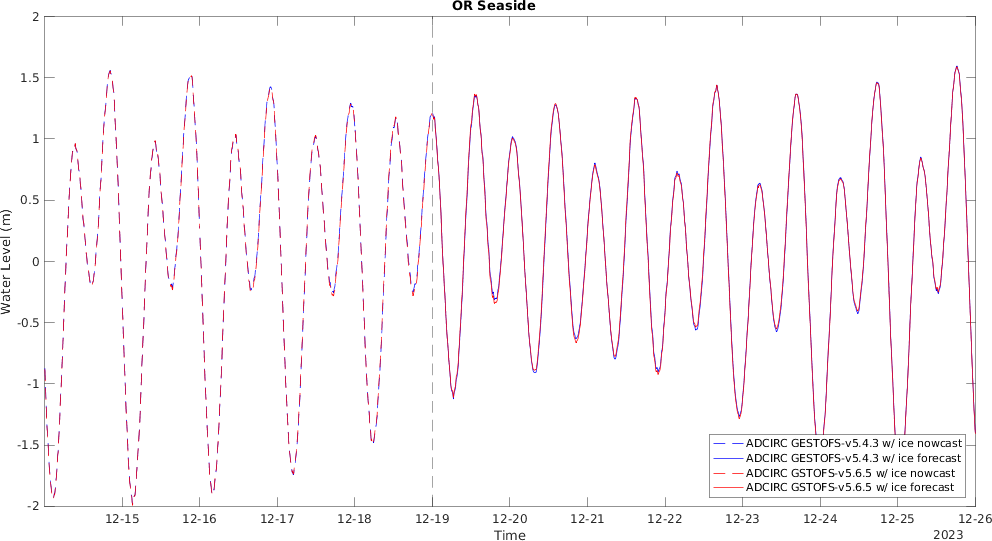 OR Seaside
2
1.5
1
0.5
0
-0.5
-1
-1.5
-2
Water Level (m)
ADCIRC GESTOFS-v5.4.3 w/ ice nowcast
ADCIRC GESTOFS-v5.4.3 w/ ice forecast
ADCIRC GSTOFS-v5.6.5 w/ ice nowcast
ADCIRC GSTOFS-v5.6.5 w/ ice forecast
12-15 12-16 12-17 12-18 12-19 12-20 12-21 12-22 12-23 12-24 12-25 12-26
Time
2023